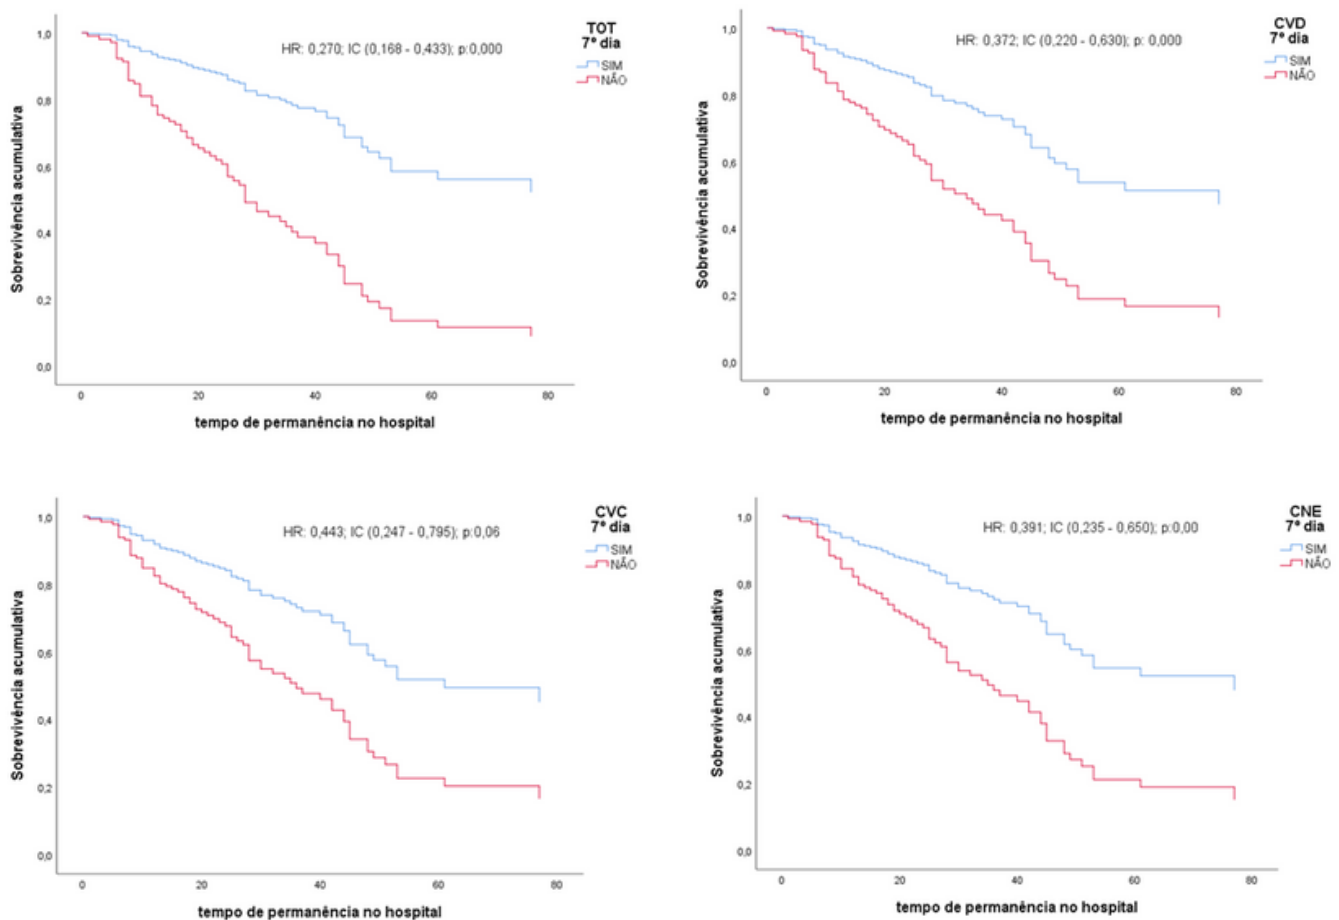 TOT
7º dia
SIM
NÃO
HR: 0,270; IC (0,168 - 0,433); p:0,000
Sobrevivência acumulativa
1,0
0,8
0,6
0,4
0,2
0,0
0 20 40 60 80
tempo de permanência no hospital
CVD
7º dia
SIM
NÃO
HR: 0,372; IC (0,220 - 0,630); p: 0,000
Sobrevivência acumulativa
1,0
0,8
0,6
0,4
0,2
0,0
0 20 40 60 80
tempo de permanência no hospital
CVC
7º dia
SIM
NÃO
HR: 0,443; IC (0,247 - 0,795); p:0,06
Sobrevivência acumulativa
1,0
0,8
0,6
0,4
0,2
0,0
0 20 40 60 80
tempo de permanência no hospital
CNE
7º dia
SIM
NÃO
HR: 0,391; IC (0,235 - 0,650); p:0,00
Sobrevivência acumulativa
1,0
0,8
0,6
0,4
0,2
0,0
0 20 40 60 80
tempo de permanência no hospital